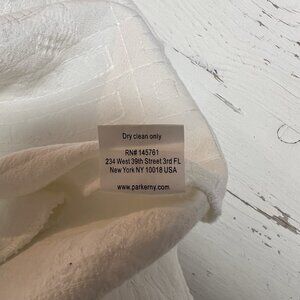 Dry clean only
RN# 145761
234 West 39th Street 3rd FL
New York NY 10018 USA
www.parkerny.com